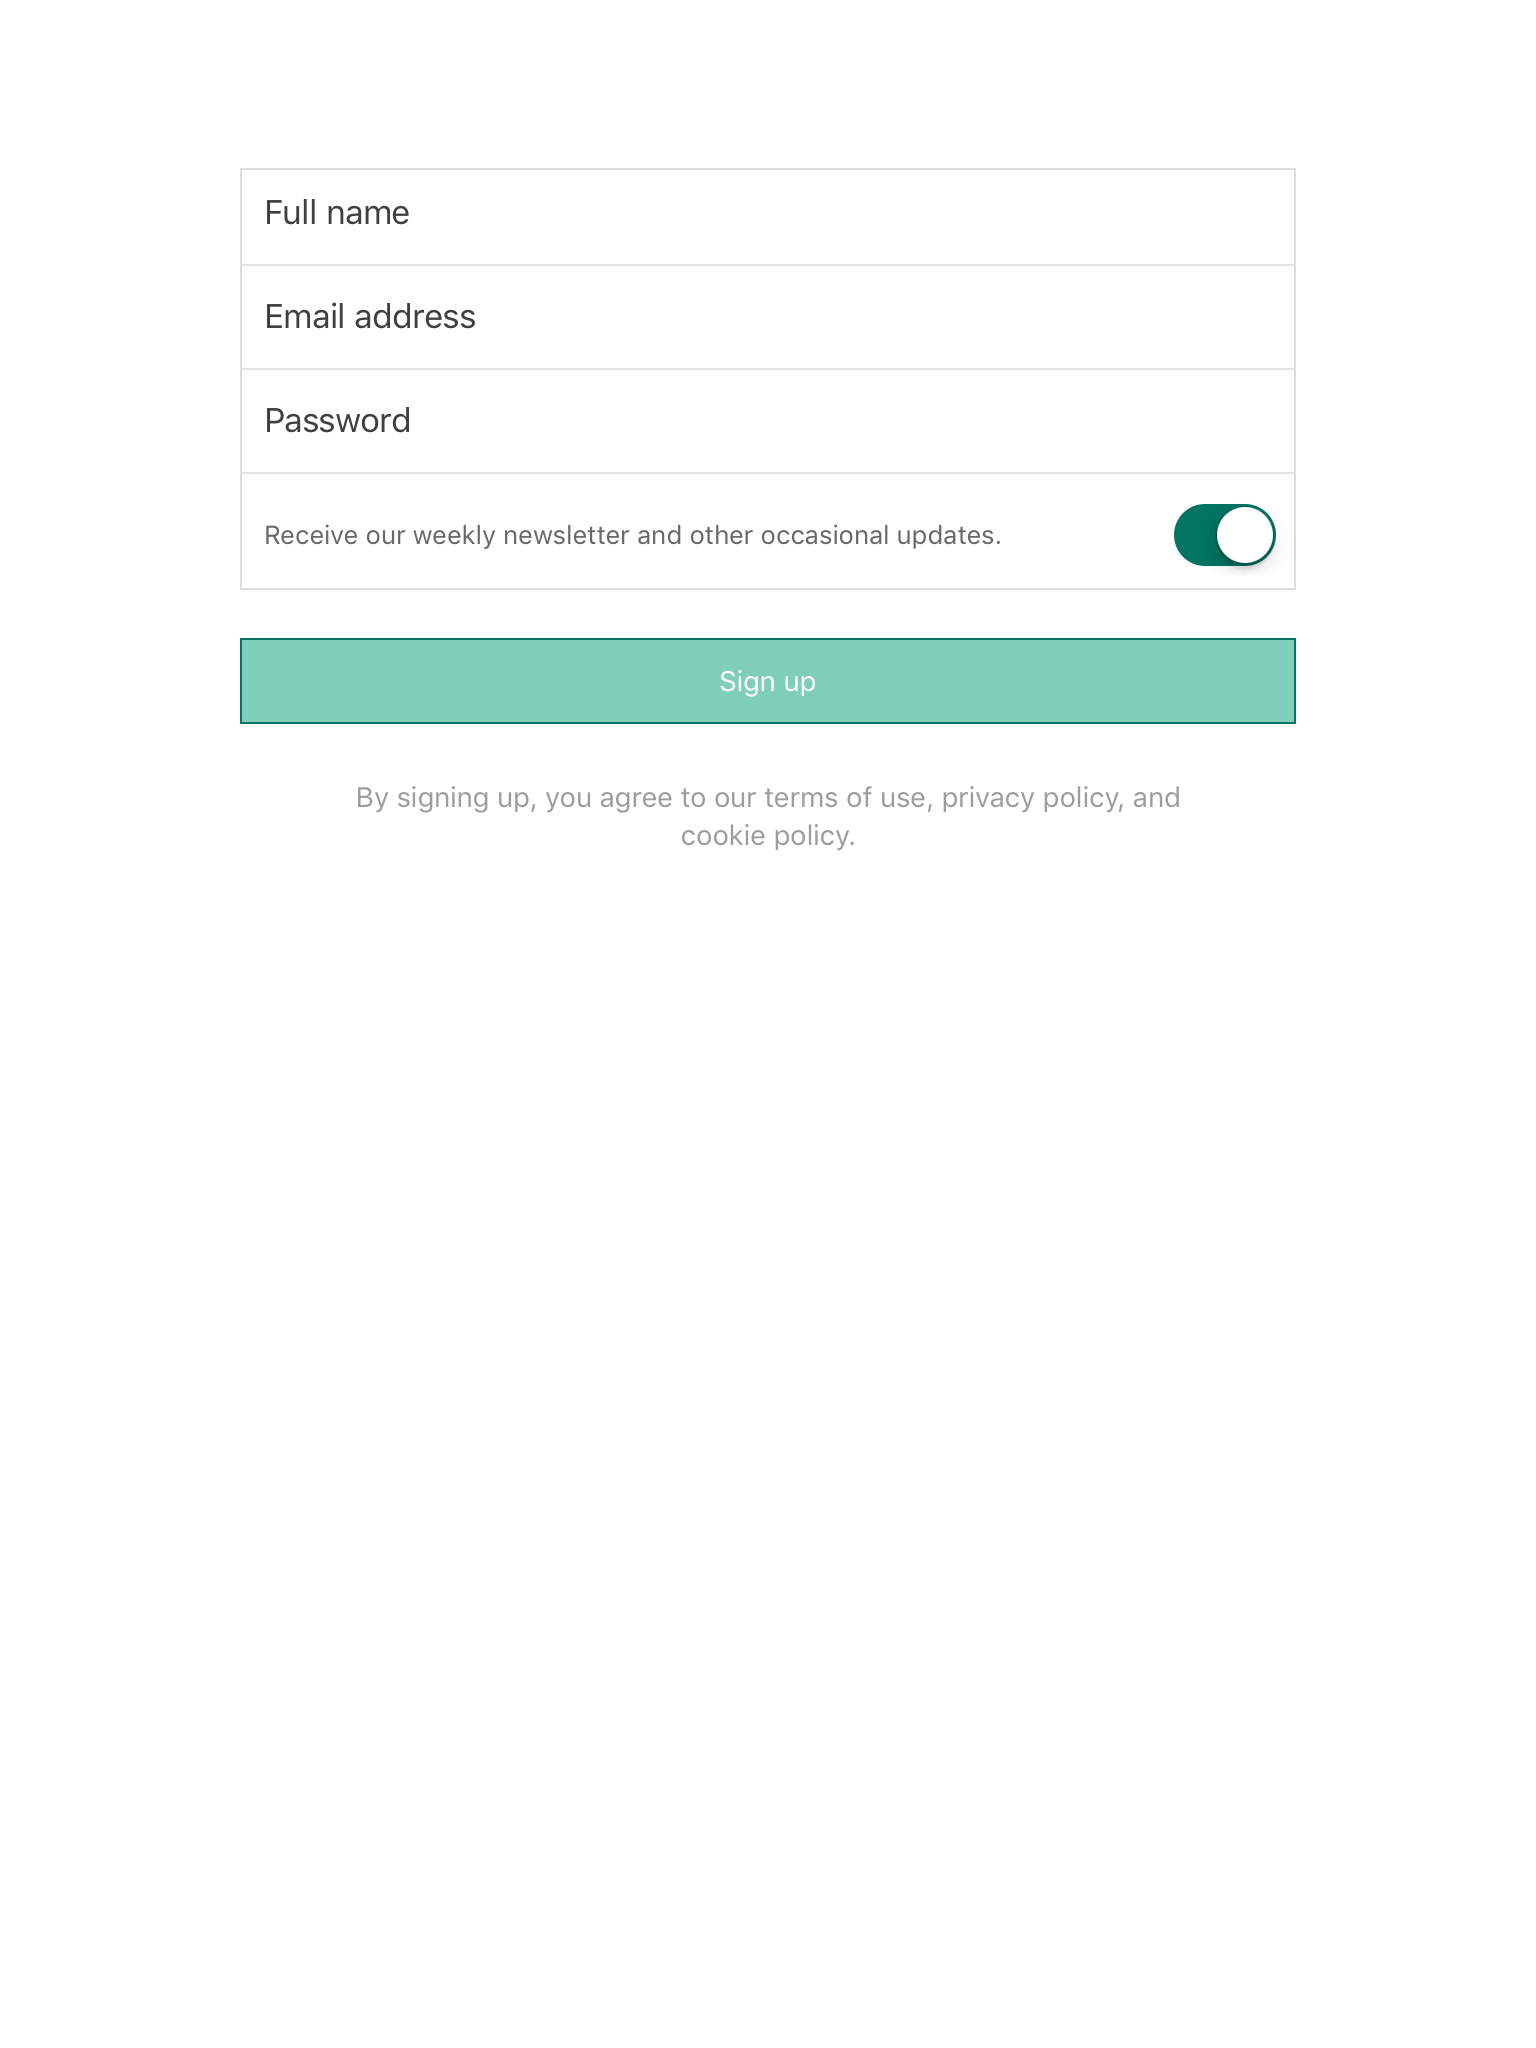 Full name
Email address
Password
Receive our weekly newsletter and other occasional updates.
Sign up
By signing up, you agree to our terms of use, privacy policy, and
cookie policy.